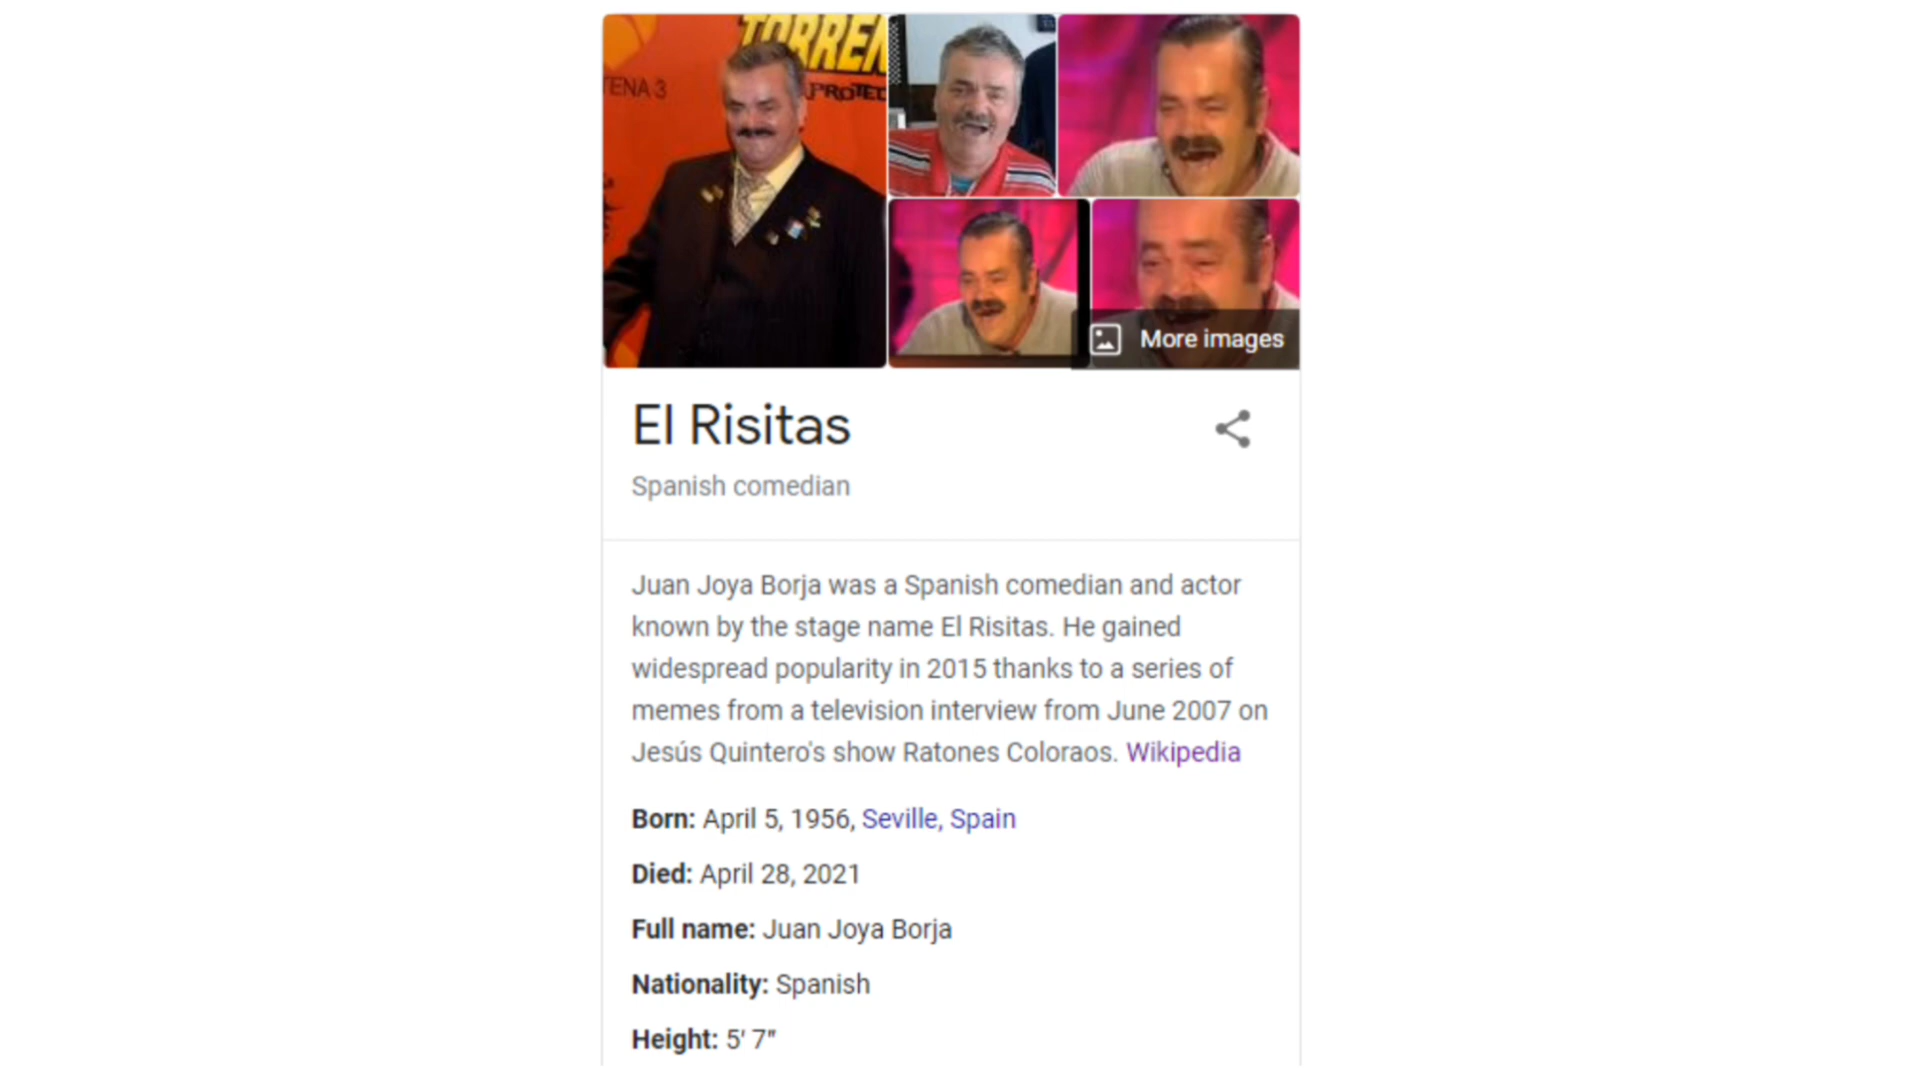 TORREN
TENA 3
PROTEC
More images
El Risitas
Spanish comedian
Juan Joya Borja was a Spanish comedian and actor
known by the stage name El Risitas. He gained
widespread popularity in 2015 thanks to a series of
memes from a television interview from June 2007 on
Jesús Quintero's show Ratones Coloraos. Wikipedia
Born: April 5, 1956, Seville, Spain
Died: April 28, 2021
Full name: Juan Joya Borja
Nationality: Spanish
Height: 5′ 7″